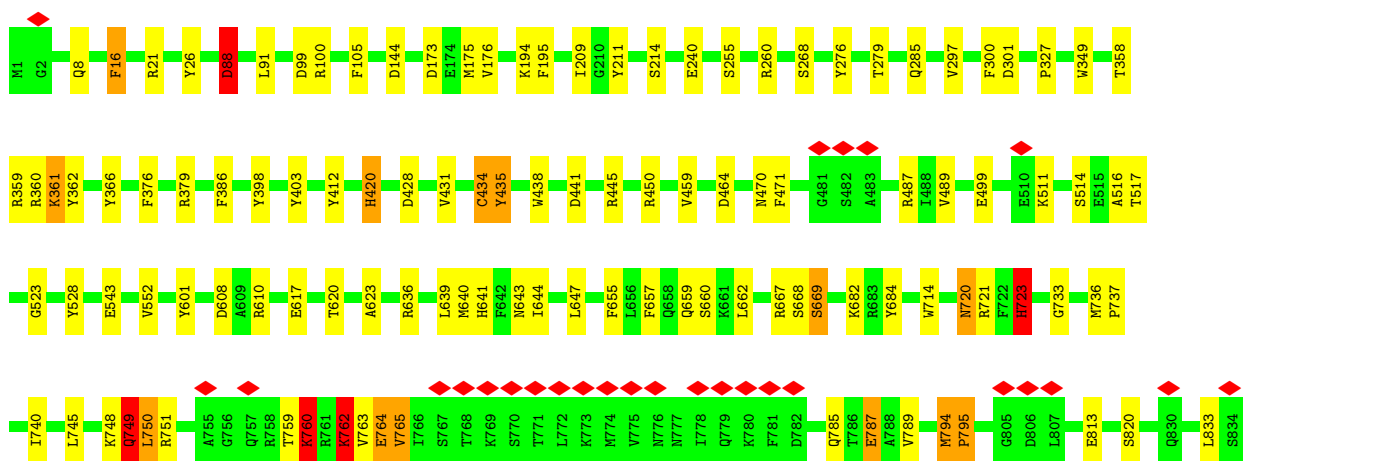 M1 G2 Q8 F16 R21 Y26 D88 L91 D99 R100 F105 D144 D173 E174 M175 V176 K194 F195 I209 G210 Y211 S214 E240 S255 R260 S268 Y276 T279 Q285 V297 F300 D301 P327 W349 T358
R359 R360 K361 Y362 Y366 F376 R379 F386 Y398 Y403 Y412 H420 D428 V431 C434 Y435 W438 D441 R445 R450 V459 D464 N470 F471 G481 S482 A483 R487 I488 V489 E499 E510 K511 S514 E515 A516 T517
G523 Y528 E543 V552 Y601 D608 A609 R610 E617 T620 A623 R636 L639 M640 H641 F642 N643 I644 L647 F655 L656 F657 Q658 Q659 S660 K661 L662 R667 S668 S669 K682 R683 Y684 W714 N720 R721 F722 H723 G733 M736 P737
I740 L745 K748 Q749 L750 R751 A755 G756 Q757 R758 T759 K760 R761 K762 V763 E764 V765 I766 S767 T768 K769 S770 T771 L772 K773 M774 V775 N776 N777 I778 Q779 K780 F781 D782 Q785 T786 E787 A788 V789 M794 P795 G805 D806 L807 E813 S820 Q830 L833 S834